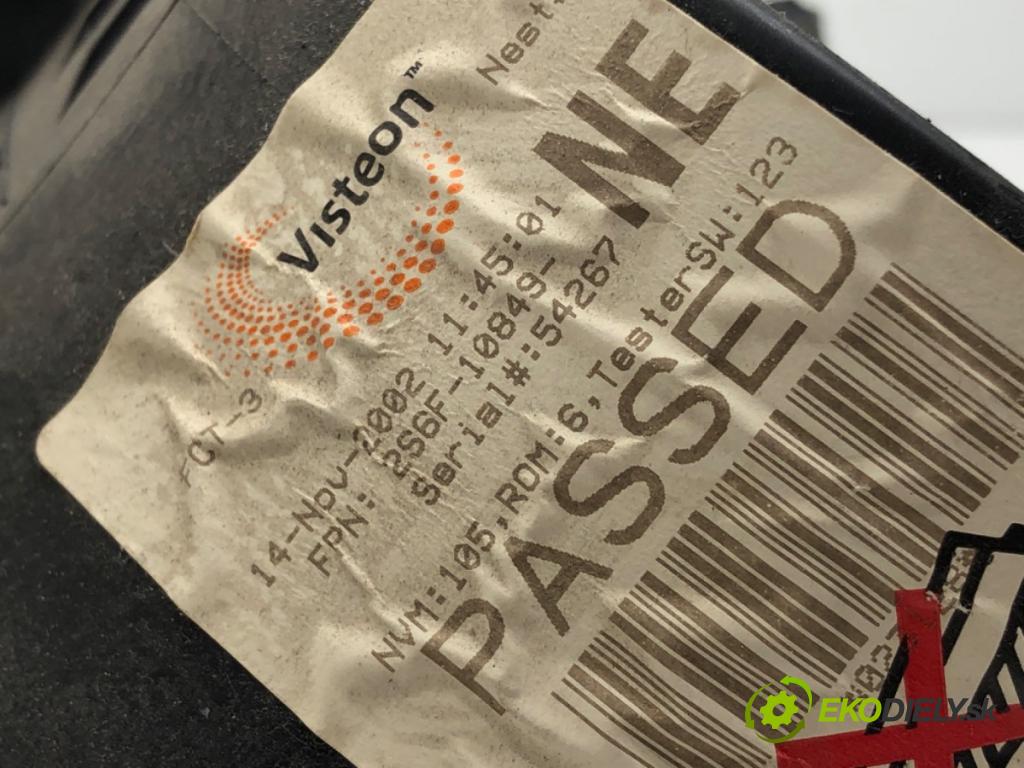 Visteon™
Nest
FCT-3
14-Nov-2002 11:45:01
FPN: 2S6F-10849-
NE
Serial#:54267
NVM:105,ROM:6,TesterSW:123
PASSED
EKODIELY.sk